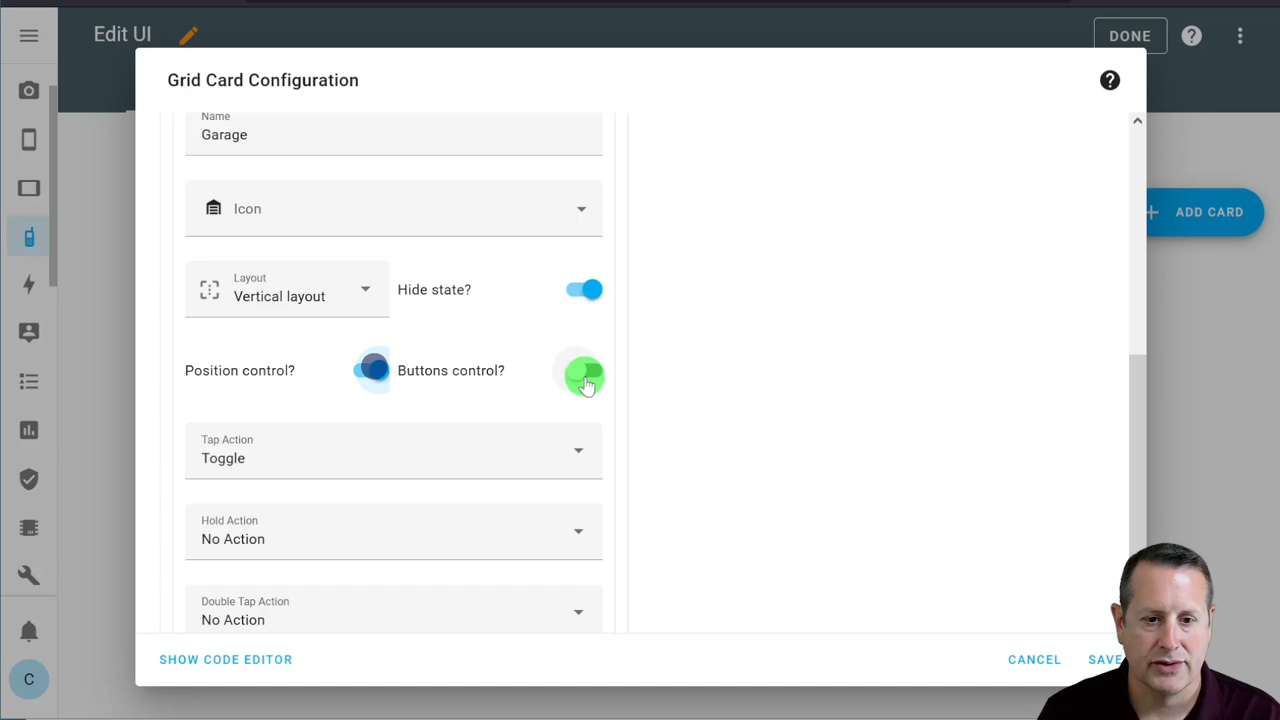 Edit UI
DONE
Grid Card Configuration
Name
Garage
Icon
ADD CARD
Layout
Vertical layout
Hide state?
Position control?
Buttons control?
Tap Action
Toggle
Hold Action
No Action
Double Tap Action
No Action
SHOW CODE EDITOR
CANCEL
SAVE
C